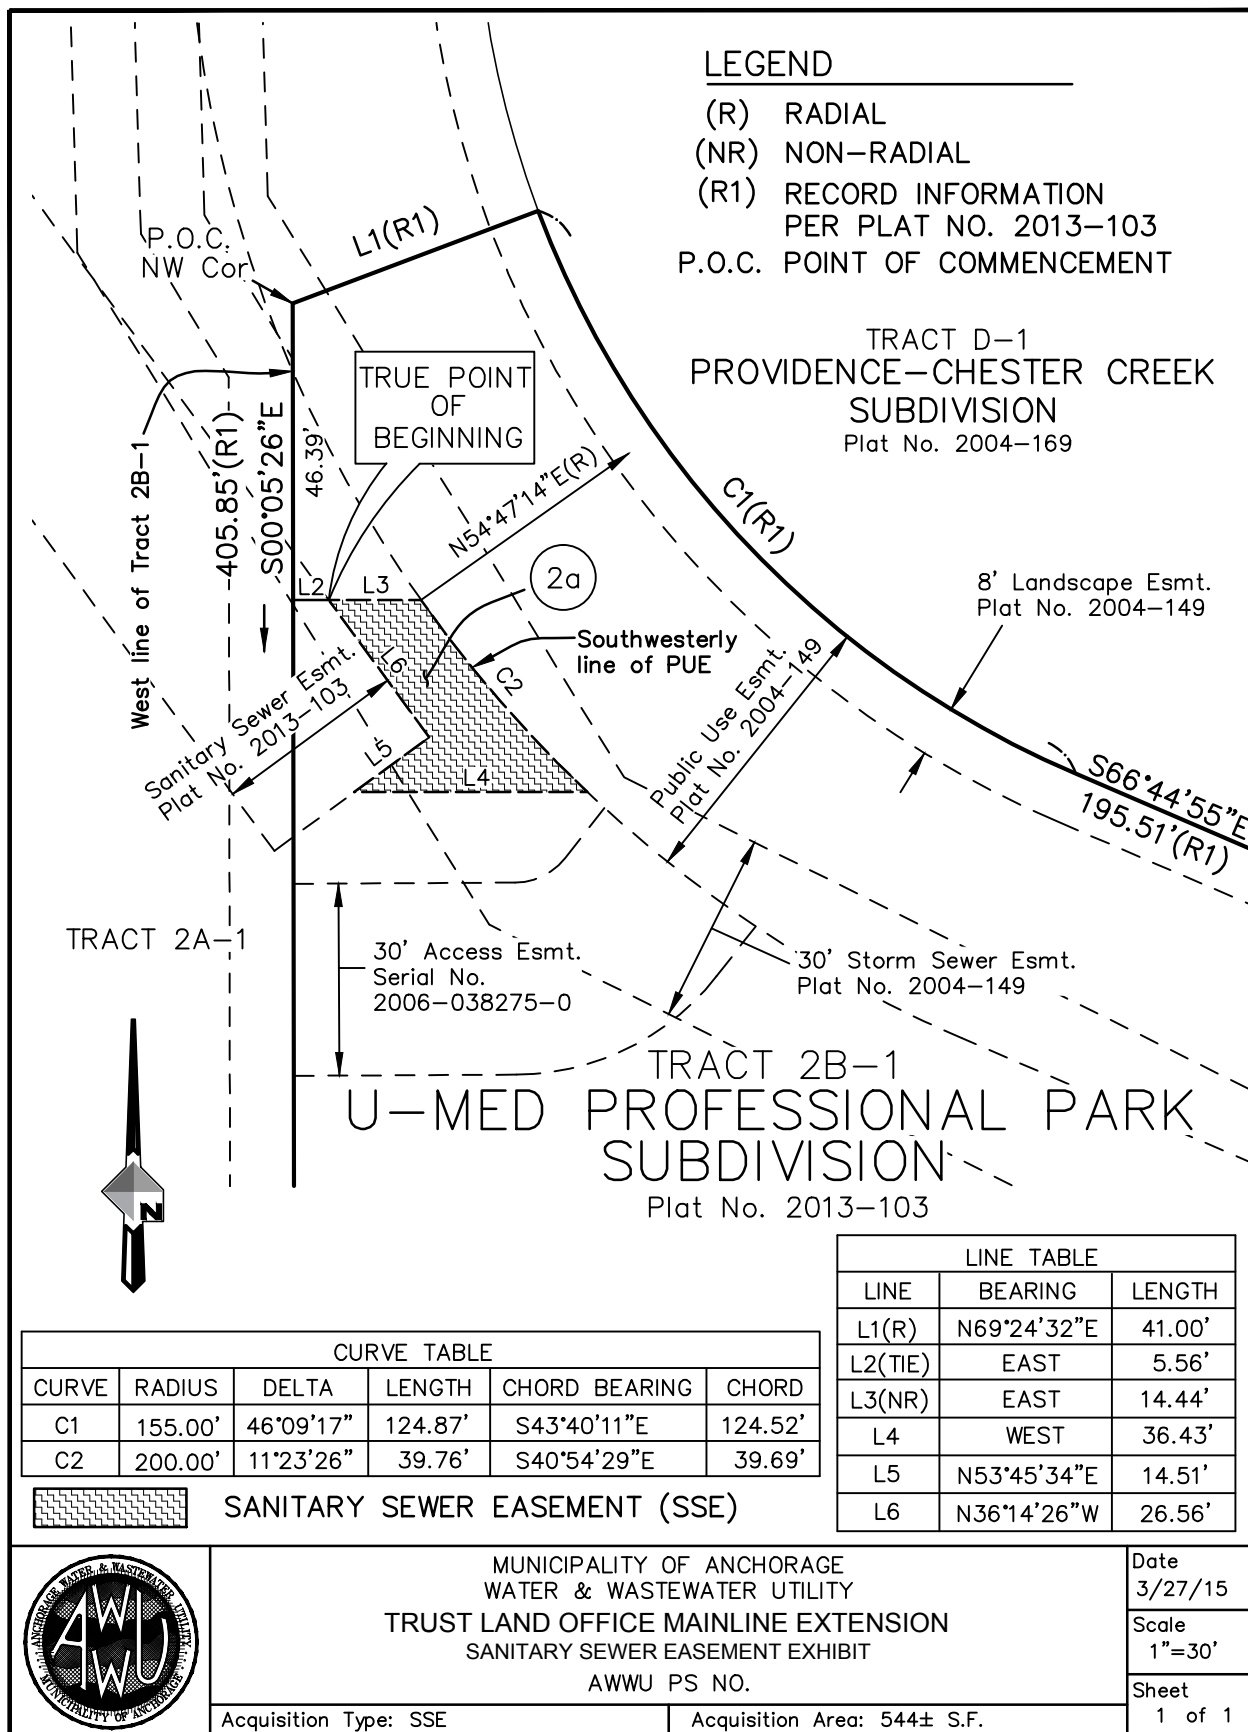 LEGEND
(R) RADIAL
(NR) NON-RADIAL
(R1) RECORD INFORMATION
PER PLAT NO. 2013-103
P.O.C. POINT OF COMMENCEMENT
P.O.C.
NW Cor
L1(R1)
TRACT D-1
PROVIDENCE-CHESTER CREEK
SUBDIVISION
Plat No. 2004-169
TRUE POINT
OF
BEGINNING
West line of Tract 2B-1
405.85'(R1)
S00°05'26"E
46.39'
N54°47'14"E(R)
C1(R1)
L2
L3
2a
8' Landscape Esmt.
Plat No. 2004-149
Southwesterly
line of PUE
L6
C2
Sanitary Sewer Esmt.
Plat No. 2013-103
L5
L4
Public Use Esmt.
Plat No. 2004-149
S66°44'55"E
195.51'(R1)
TRACT 2A-1
30' Access Esmt.
Serial No.
2006-038275-0
30' Storm Sewer Esmt.
Plat No. 2004-149
TRACT 2B-1
U-MED PROFESSIONAL PARK
SUBDIVISION
Plat No. 2013-103
N
LINE TABLE
LINE BEARING LENGTH
L1(R) N69°24'32"E 41.00'
L2(TIE) EAST 5.56'
L3(NR) EAST 14.44'
L4 WEST 36.43'
L5 N53°45'34"E 14.51'
L6 N36°14'26"W 26.56'
CURVE TABLE
CURVE RADIUS DELTA LENGTH CHORD BEARING CHORD
C1 155.00' 46°09'17" 124.87' S43°40'11"E 124.52'
C2 200.00' 11°23'26" 39.76' S40°54'29"E 39.69'
SANITARY SEWER EASEMENT (SSE)
ANCHORAGE WATER & WASTEWATER UTILITY
AWWU
MUNICIPALITY OF ANCHORAGE
MUNICIPALITY OF ANCHORAGE
WATER & WASTEWATER UTILITY
TRUST LAND OFFICE MAINLINE EXTENSION
SANITARY SEWER EASEMENT EXHIBIT
AWWU PS NO.
Acquisition Type: SSE
Acquisition Area: 544± S.F.
Date
3/27/15
Scale
1"=30'
Sheet
1 of 1